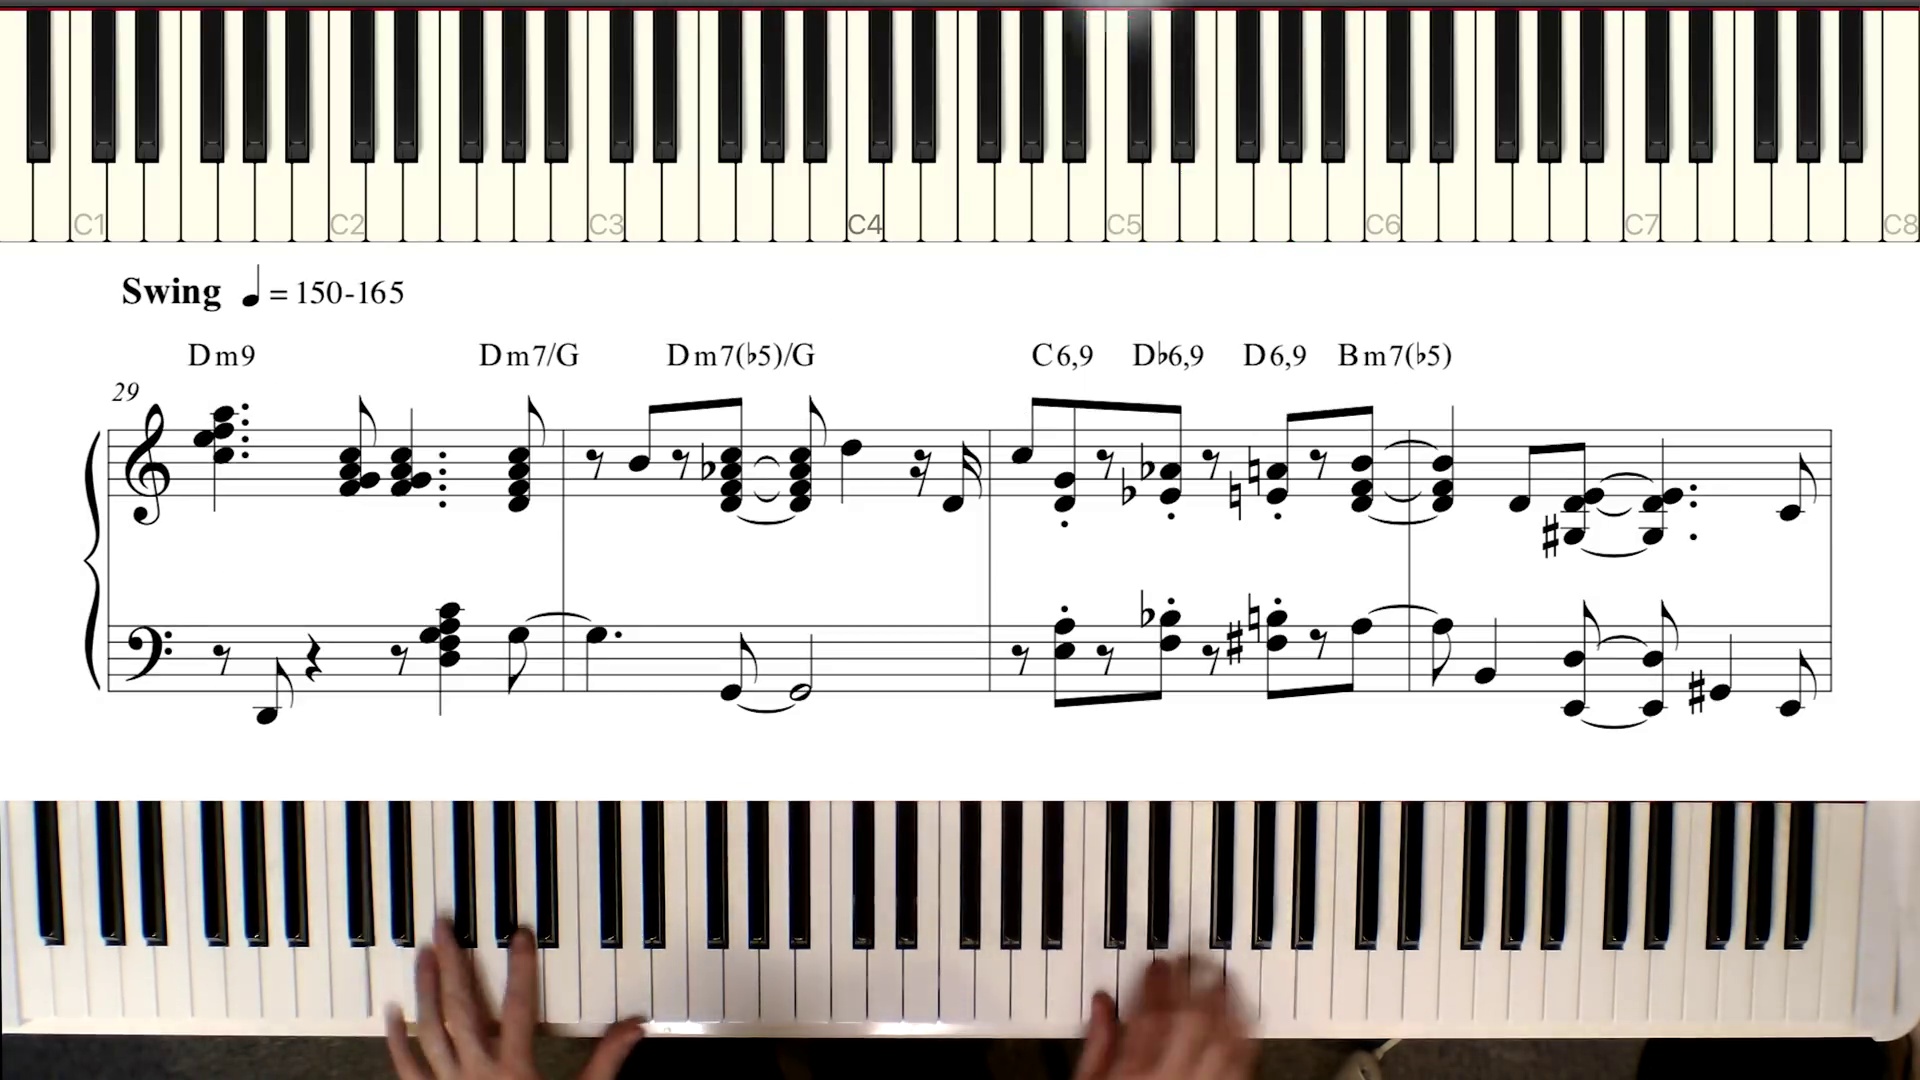 C1 C2 C3 C4 C5 C6 C7 C8
Swing ♩ = 150-165
Dm9 Dm7/G Dm7(♭5)/G C6,9 D♭6,9 D6,9 Bm7(♭5)
29